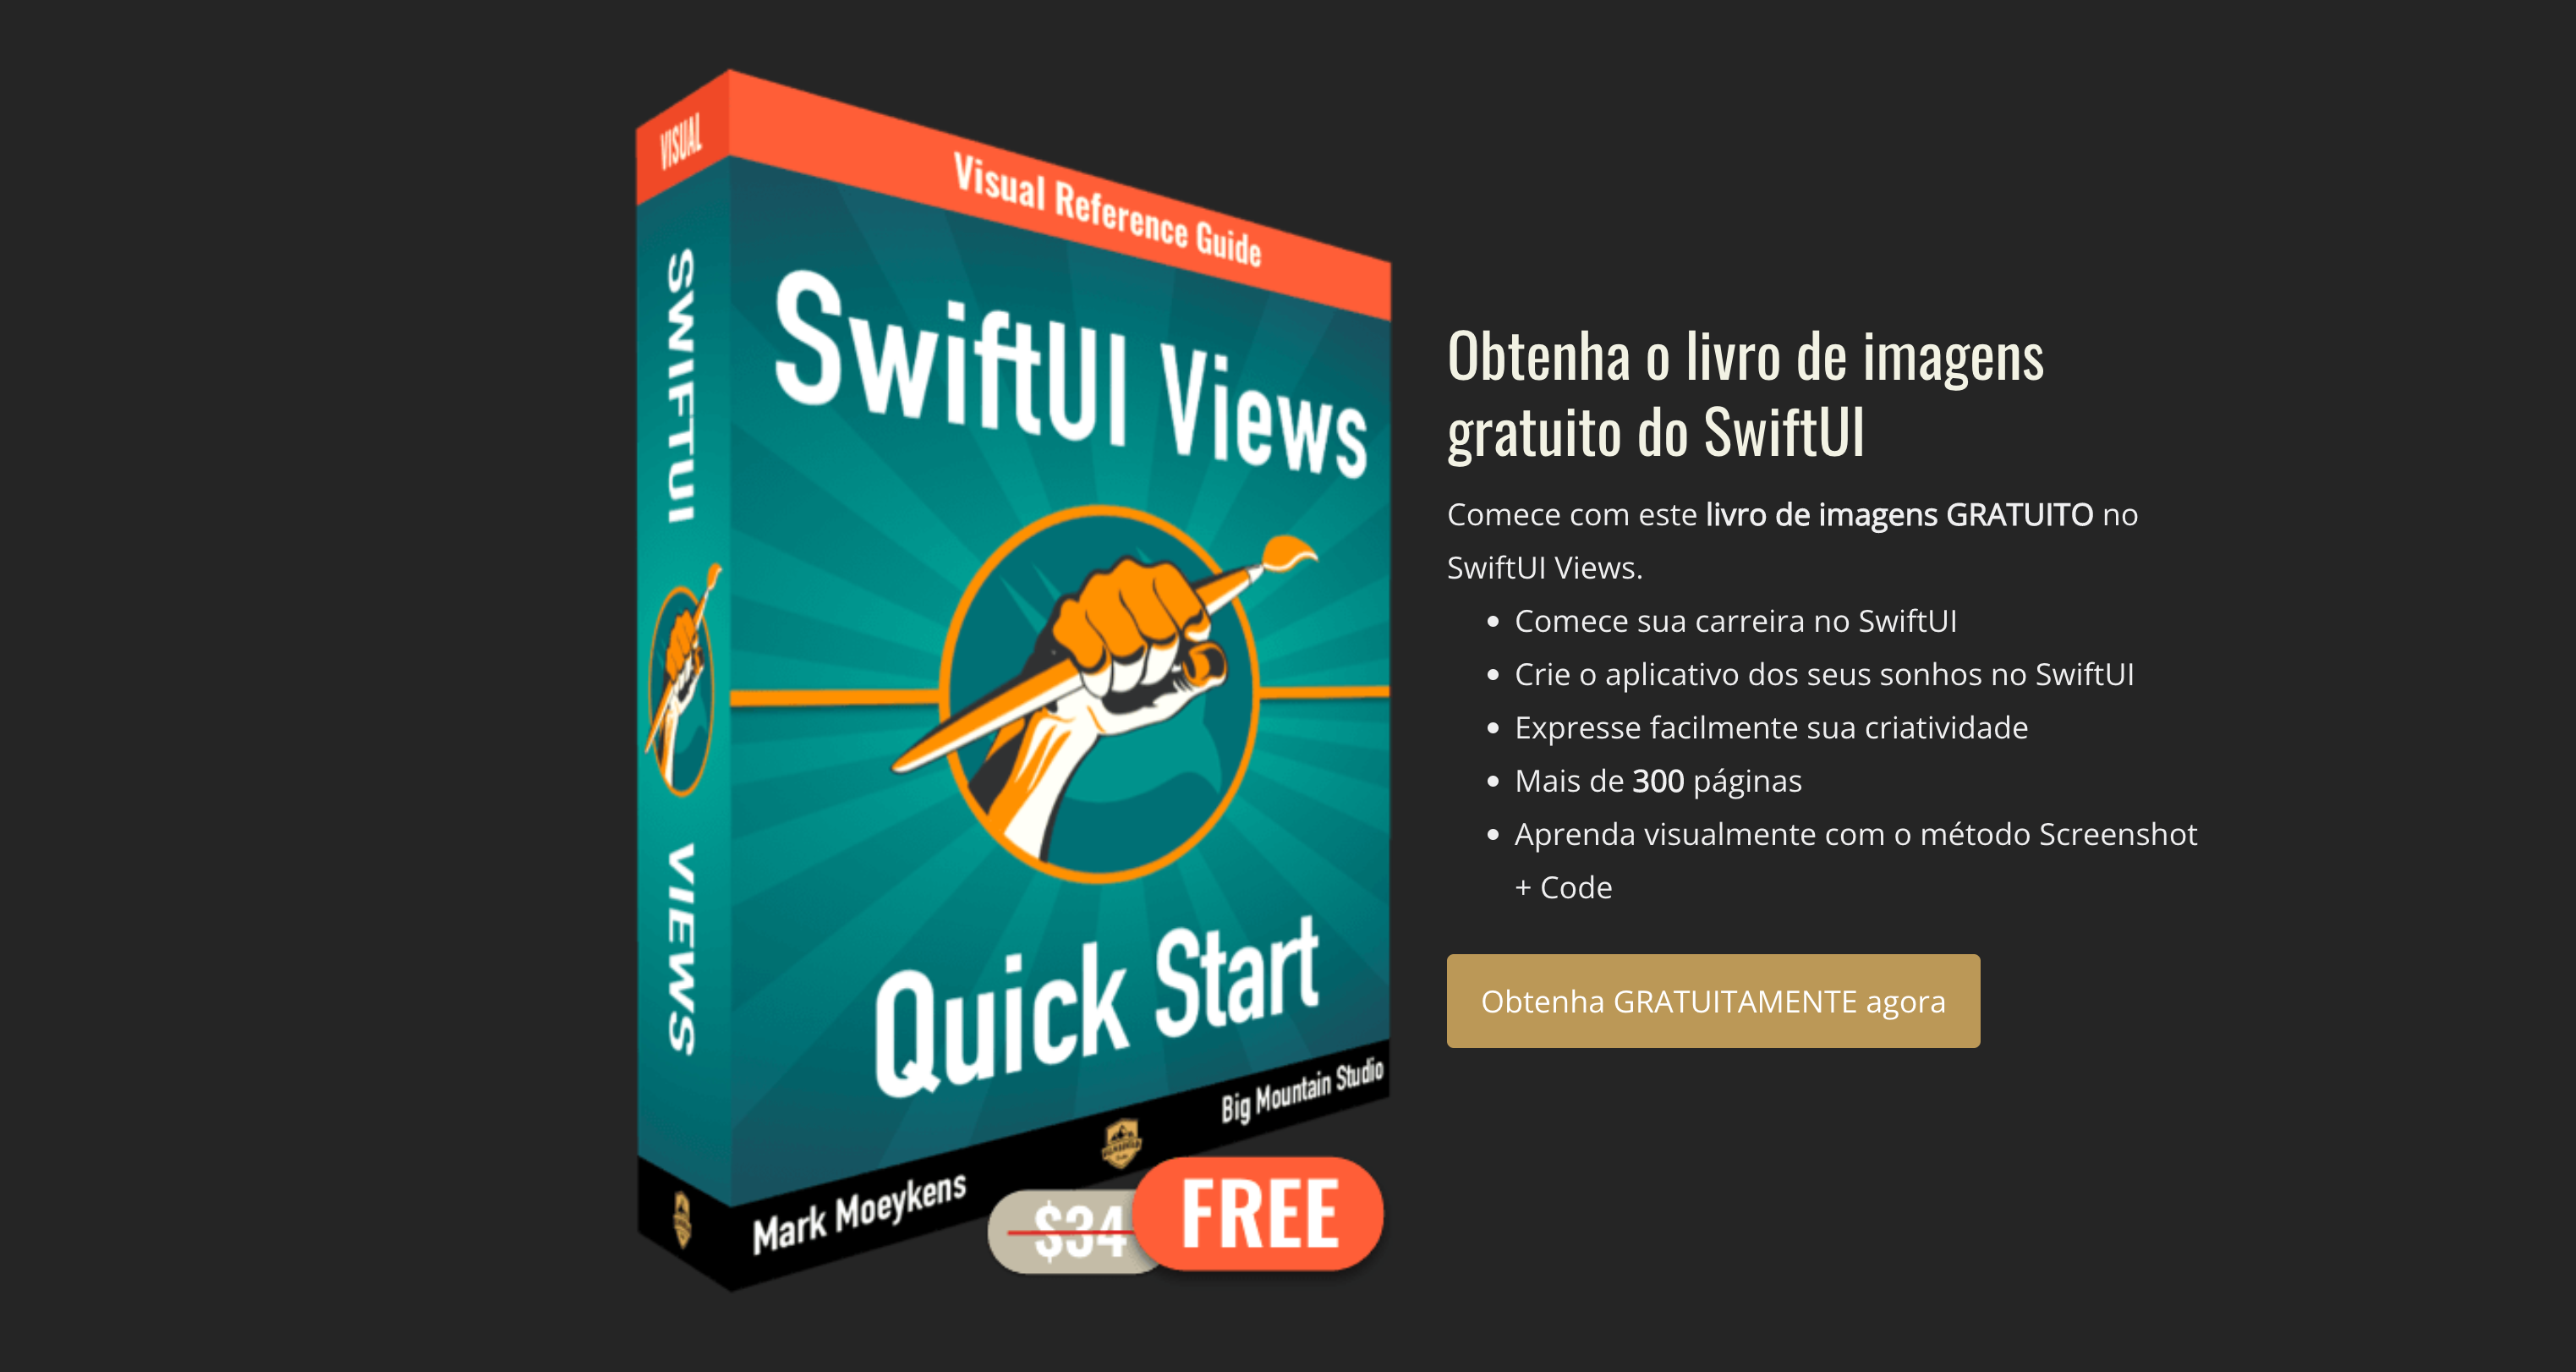 VISUAL
SWIFTUI VIEWS
Visual Reference Guide
SwiftUI Views
Quick Start
Mark Moeykens
Big Mountain Studio
$34
FREE
Obtenha o livro de imagens
gratuito do SwiftUI
Comece com este livro de imagens GRATUITO no
SwiftUI Views.
Comece sua carreira no SwiftUI
Crie o aplicativo dos seus sonhos no SwiftUI
Expresse facilmente sua criatividade
Mais de 300 páginas
Aprenda visualmente com o método Screenshot
+ Code
Obtenha GRATUITAMENTE agora